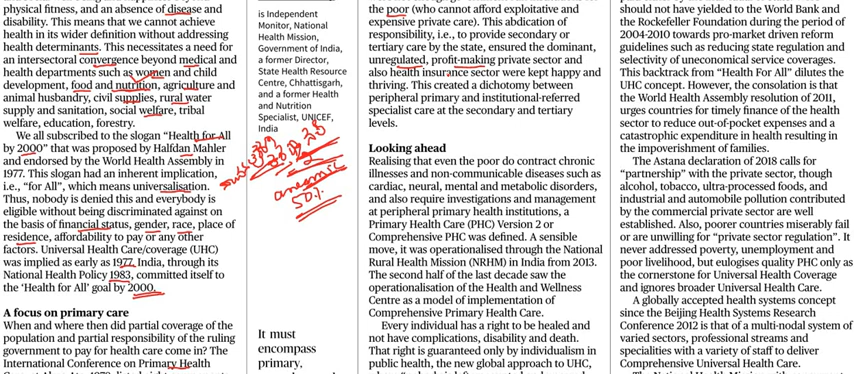 physical fitness, and an absence of disease and
disability. This means that we cannot achieve
health in its wider definition without addressing
health determinants. This necessitates a need for
an intersectoral convergence beyond medical and
health departments such as women and child
development, food and nutrition, agriculture and
animal husbandry, civil supplies, rural water
supply and sanitation, social welfare, tribal
welfare, education, forestry.
We all subscribed to the slogan “Health for All
by 2000” that was proposed by Halfdan Mahler
and endorsed by the World Health Assembly in
1977. This slogan had an inherent implication,
i.e., “for All”, which means universalisation.
Thus, nobody is denied this and everybody is
eligible without being discriminated against on
the basis of financial status, gender, race, place of
residence, affordability to pay or any other
factors. Universal Health Care/coverage (UHC)
was implied as early as 1977. India, through its
National Health Policy 1983, committed itself to
the ‘Health for All’ goal by 2000.
A focus on primary care
When and where then did partial coverage of the
population and partial responsibility of the ruling
government to pay for health care come in? The
International Conference on Primary Health
is Independent
Monitor, National
Health Mission,
Government of India,
a former Director,
State Health Resource
Centre, Chhattisgarh,
and a former Health
and Nutrition
Specialist, UNICEF,
India
anaemic
50%
It must
encompass
primary,
the poor (who cannot afford exploitative and
expensive private care). This abdication of
responsibility, i.e., to provide secondary or
tertiary care by the state, ensured the dominant,
unregulated, profit-making private sector and
also health insurance sector were kept happy and
thriving. This created a dichotomy between
peripheral primary and institutional-referred
specialist care at the secondary and tertiary
levels.
Looking ahead
Realising that even the poor do contract chronic
illnesses and non-communicable diseases such as
cardiac, neural, mental and metabolic disorders,
and also require investigations and management
at peripheral primary health institutions, a
Primary Health Care (PHC) Version 2 or
Comprehensive PHC was defined. A sensible
move, it was operationalised through the National
Rural Health Mission (NRHM) in India from 2013.
The second half of the last decade saw the
operationalisation of the Health and Wellness
Centre as a model of implementation of
Comprehensive Primary Health Care.
Every individual has a right to be healed and
not have complications, disability and death.
That right is guaranteed only by individualism in
public health, the new global approach to UHC,
should not have yielded to the World Bank and
the Rockefeller Foundation during the period of
2004-2010 towards pro-market driven reform
guidelines such as reducing state regulation and
selectivity of uneconomical service coverages.
This backtrack from “Health For All” dilutes the
UHC concept. However, the consolation is that
the World Health Assembly resolution of 2011,
urges countries for timely finance of the health
sector to reduce out-of-pocket expenses and a
catastrophic expenditure in health resulting in
the impoverishment of families.
The Astana declaration of 2018 calls for
“partnership” with the private sector, though
alcohol, tobacco, ultra-processed foods, and
industrial and automobile pollution contributed
by the commercial private sector are well
established. Also, poorer countries miserably fail
or are unwilling for “private sector regulation”. It
never addressed poverty, unemployment and
poor livelihood, but eulogises quality PHC only as
the cornerstone for Universal Health Coverage
and ignores broader Universal Health Care.
A globally accepted health systems concept
since the Beijing Health Systems Research
Conference 2012 is that of a multi-nodal system of
varied sectors, professional streams and
specialities with a variety of staff to deliver
Comprehensive Universal Health Care.